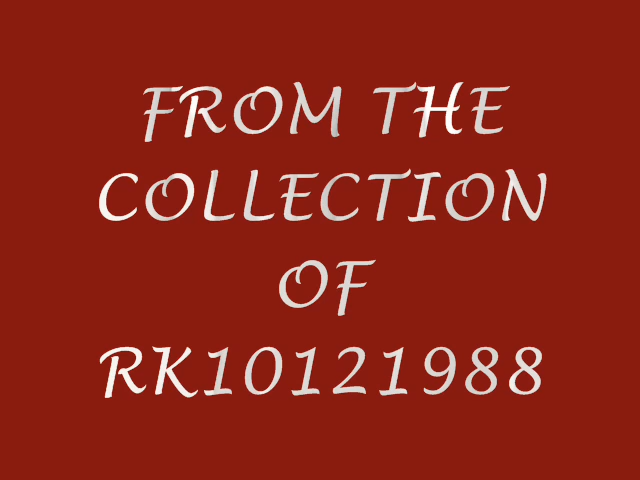 FROM THE
COLLECTION
OF
RK10121988